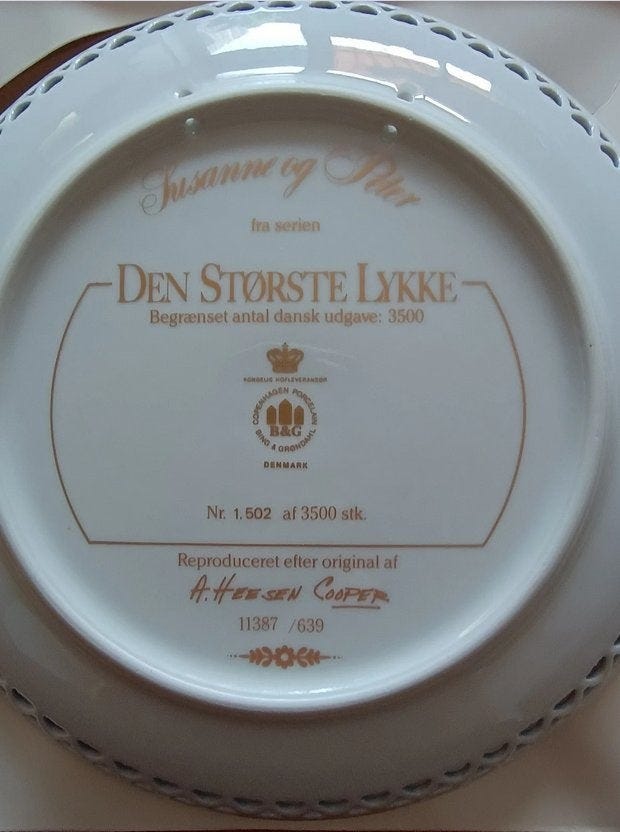 Susanne og Peter
fra serien
DEN STØRSTE LYKKE
Begrænset antal dansk udgave: 3500
KONGELIG HOFLEVERANDØR
COPENHAGEN PORCELAIN
B&G
BING & GRØNDAHL
DENMARK
Nr. 1.502 af 3500 stk.
Reproduceret efter original af
A. HEESEN COOPER
11387 /639